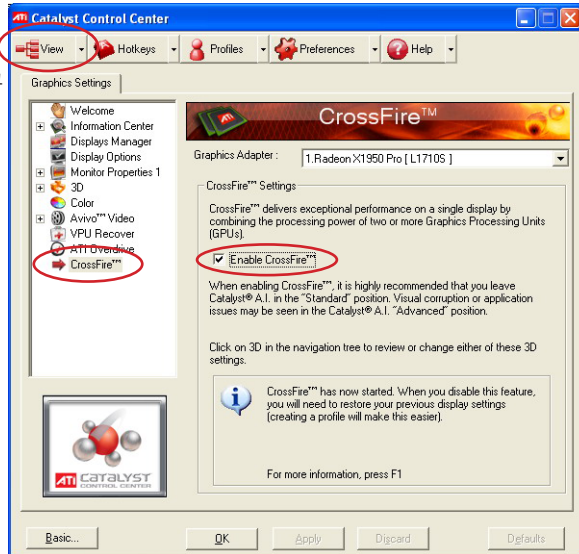 Catalyst Control Center
View
Hotkeys
Profiles
Preferences
Help
Graphics Settings
Welcome
Information Center
Displays Manager
Display Options
Monitor Properties 1
3D
Color
Avivo™ Video
VPU Recover
ATI Overdrive
CrossFire™
CrossFire™
Graphics Adapter :
1.Radeon X1950 Pro [ L1710S ]
CrossFire™ Settings
CrossFire™ delivers exceptional performance on a single display by
combining the processing power of two or more Graphics Processing Units
(GPUs).
Enable CrossFire™
When enabling CrossFire™, it is highly recommended that you leave
Catalyst® A.I. in the "Standard" position. Visual corruption or application
issues may be seen in the Catalyst® A.I. "Advanced" position.
Click on 3D in the navigation tree to review or change either of these 3D
settings.
CrossFire™ has now started. When you disable this feature,
you will need to restore your previous display settings
(creating a profile will make this easier).
For more information, press F1
ATI CATALYST
CONTROL CENTER
Basic...
OK
Apply
Discard
Defaults